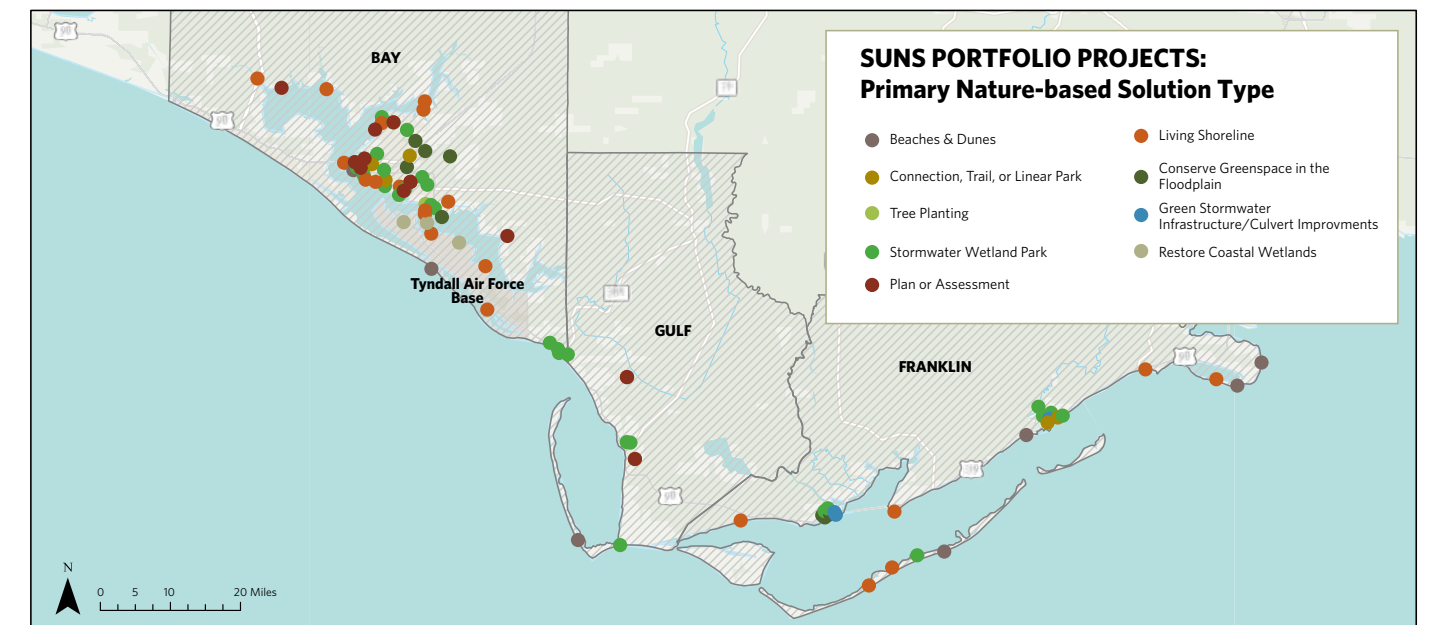 SUNS PORTFOLIO PROJECTS:
Primary Nature-based Solution Type
Beaches & Dunes
Connection, Trail, or Linear Park
Tree Planting
Stormwater Wetland Park
Plan or Assessment
Living Shoreline
Conserve Greenspace in the
Floodplain
Green Stormwater
Infrastructure/Culvert Improvments
Restore Coastal Wetlands
98
BAY
98
Tyndall Air Force
Base
GULF
FRANKLIN
98
98
N
0 5 10 20 Miles